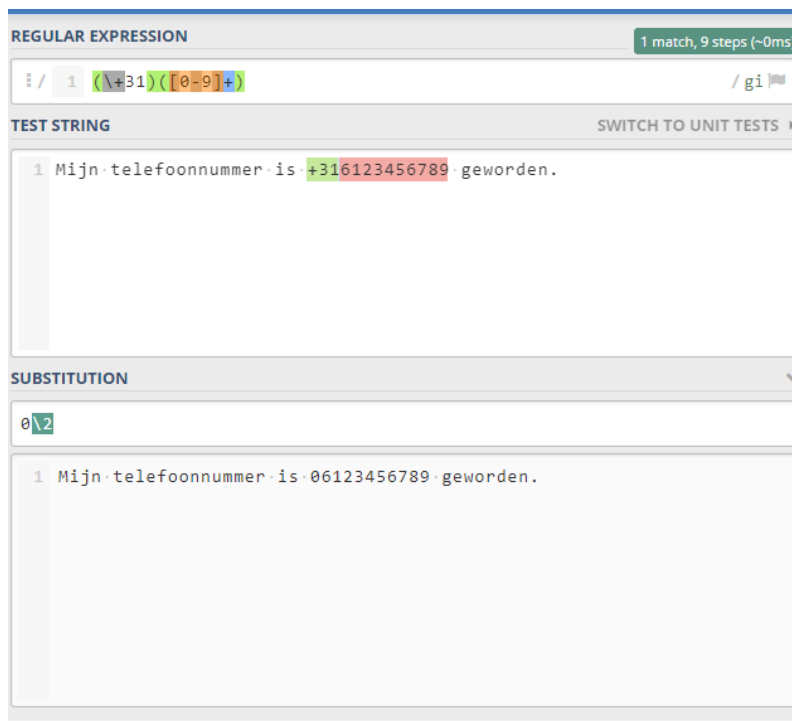 REGULAR EXPRESSION
1 match, 9 steps (~0ms
/ 1 (\+31)([0-9]+) / gi
TEST STRING
SWITCH TO UNIT TESTS
1 Mijn·telefoonnummer·is·+316123456789·geworden.
SUBSTITUTION
0\2
1 Mijn·telefoonnummer·is·06123456789·geworden.